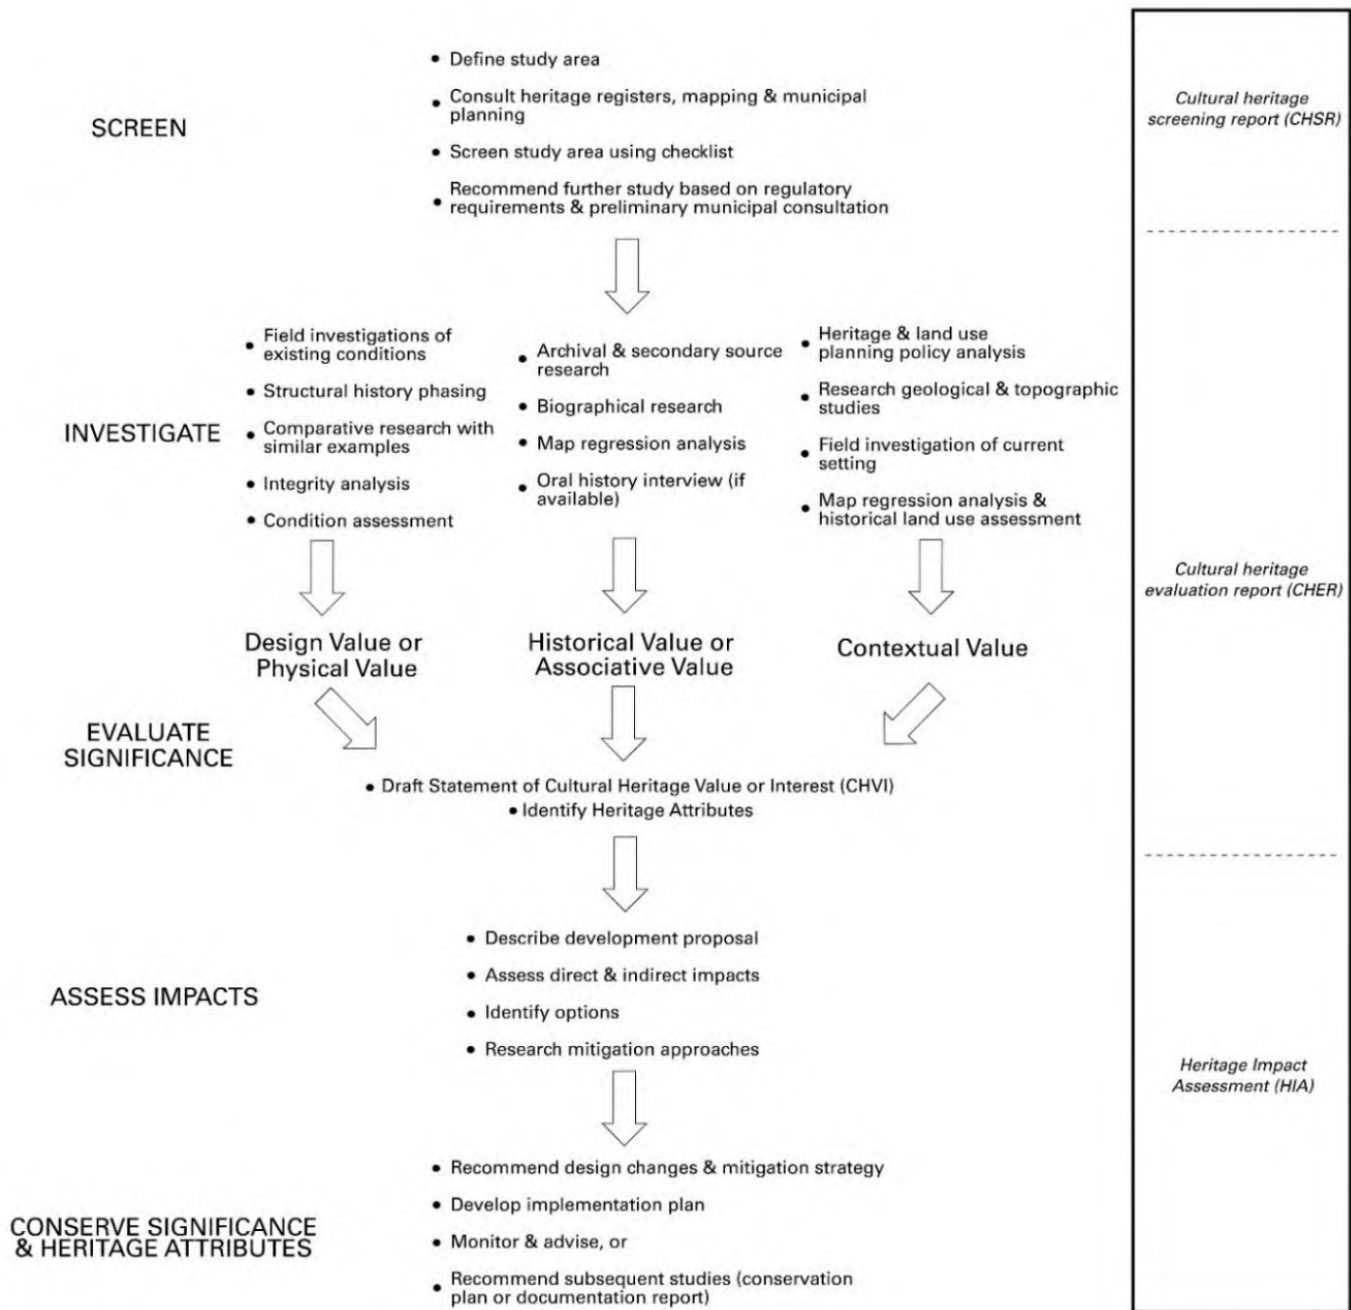 SCREEN
• Define study area
• Consult heritage registers, mapping & municipal
planning
• Screen study area using checklist
• Recommend further study based on regulatory
requirements & preliminary municipal consultation
Cultural heritage
screening report (CHSR)
INVESTIGATE
• Field investigations of
existing conditions
• Structural history phasing
• Comparative research with
similar examples
• Integrity analysis
• Condition assessment
• Archival & secondary source
research
• Biographical research
• Map regression analysis
• Oral history interview (if
available)
• Heritage & land use
planning policy analysis
• Research geological & topographic
studies
• Field investigation of current
setting
• Map regression analysis &
historical land use assessment
Cultural heritage
evaluation report (CHER)
Design Value or
Physical Value
Historical Value or
Associative Value
Contextual Value
EVALUATE
SIGNIFICANCE
• Draft Statement of Cultural Heritage Value or Interest (CHVI)
• Identify Heritage Attributes
ASSESS IMPACTS
• Describe development proposal
• Assess direct & indirect impacts
• Identify options
• Research mitigation approaches
Heritage Impact
Assessment (HIA)
CONSERVE SIGNIFICANCE
& HERITAGE ATTRIBUTES
• Recommend design changes & mitigation strategy
• Develop implementation plan
• Monitor & advise, or
• Recommend subsequent studies (conservation
plan or documentation report)